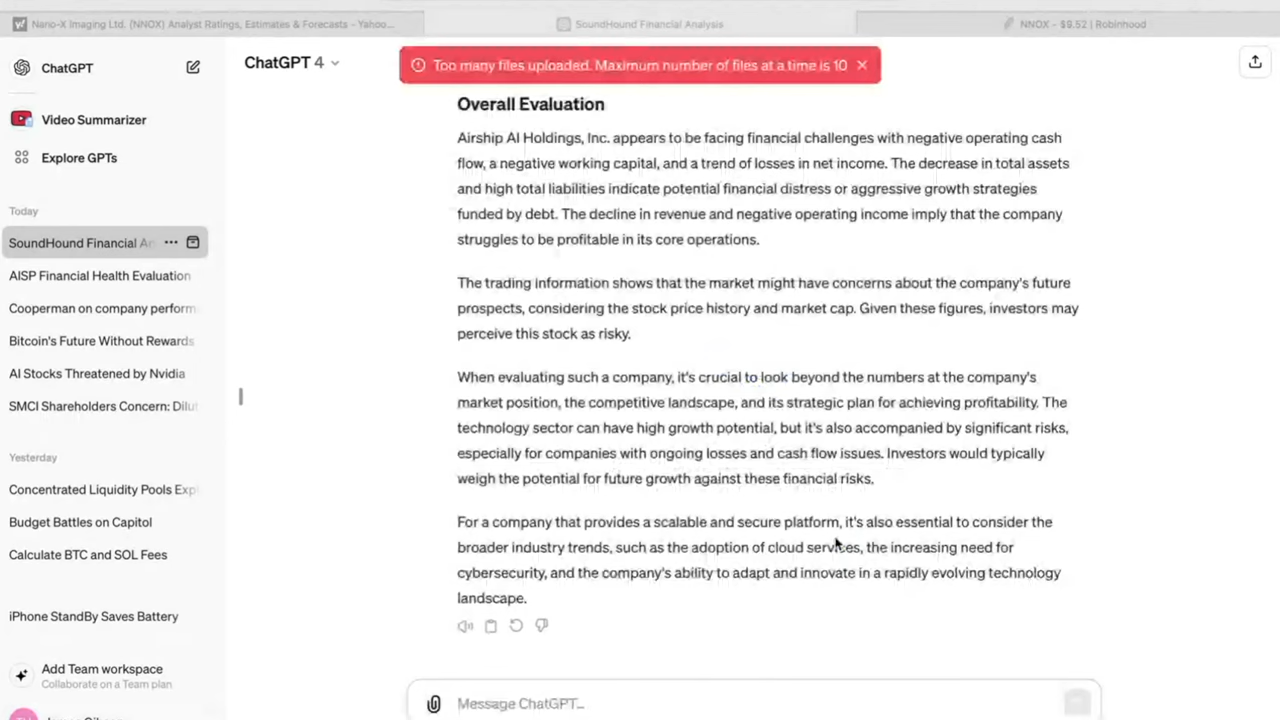 Nano-X Imaging Ltd. (NNOX) Analyst Ratings, Estimates & Forecasts - Yahoo...
SoundHound Financial Analysis
NNOX - $9.52 | Robinhood
ChatGPT
ChatGPT 4
Too many files uploaded. Maximum number of files at a time is 10
Video Summarizer
Explore GPTs
Today
SoundHound Financial An
AISP Financial Health Evaluation
Cooperman on company perform
Bitcoin's Future Without Rewards
AI Stocks Threatened by Nvidia
SMCI Shareholders Concern: Dilut
Yesterday
Concentrated Liquidity Pools Expl
Budget Battles on Capitol
Calculate BTC and SOL Fees
iPhone StandBy Saves Battery
Add Team workspace
Collaborate on a Team plan
Overall Evaluation
Airship AI Holdings, Inc. appears to be facing financial challenges with negative operating cash
flow, a negative working capital, and a trend of losses in net income. The decrease in total assets
and high total liabilities indicate potential financial distress or aggressive growth strategies
funded by debt. The decline in revenue and negative operating income imply that the company
struggles to be profitable in its core operations.
The trading information shows that the market might have concerns about the company's future
prospects, considering the stock price history and market cap. Given these figures, investors may
perceive this stock as risky.
When evaluating such a company, it's crucial to look beyond the numbers at the company's
market position, the competitive landscape, and its strategic plan for achieving profitability. The
technology sector can have high growth potential, but it's also accompanied by significant risks,
especially for companies with ongoing losses and cash flow issues. Investors would typically
weigh the potential for future growth against these financial risks.
For a company that provides a scalable and secure platform, it's also essential to consider the
broader industry trends, such as the adoption of cloud services, the increasing need for
cybersecurity, and the company's ability to adapt and innovate in a rapidly evolving technology
landscape.
Message ChatGPT...